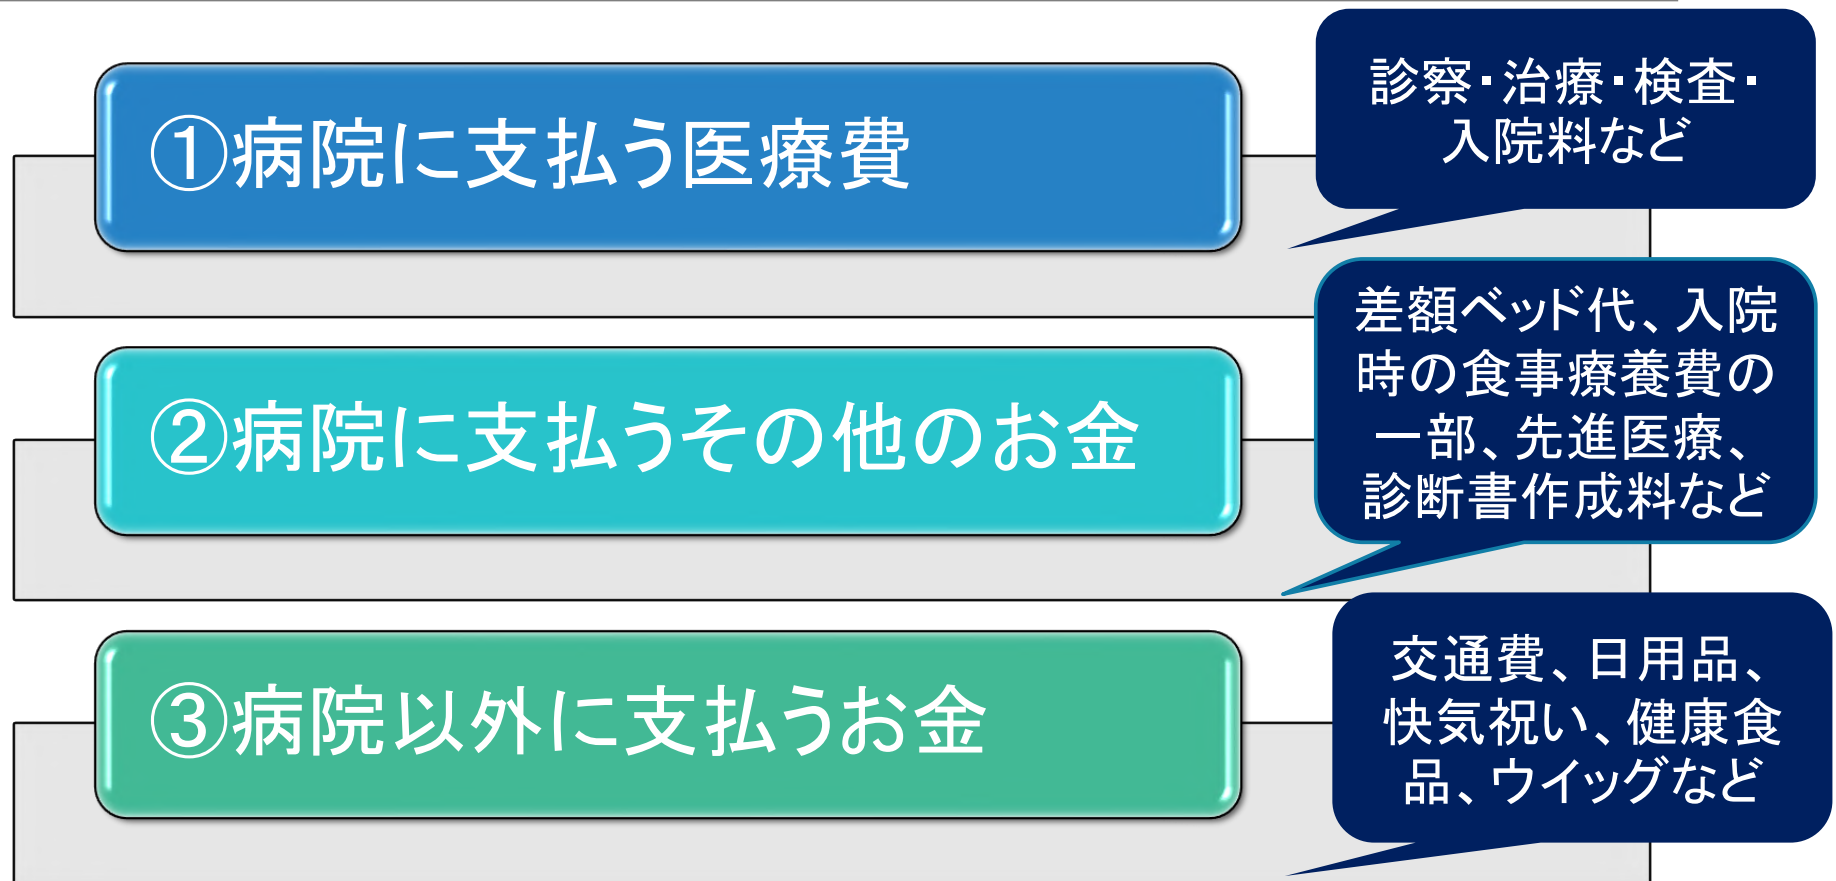 ①病院に支払う医療費
診察・治療・検査・
入院料など
②病院に支払うその他のお金
差額ベッド代、入院
時の食事療養費の
一部、先進医療、
診断書作成料など
③病院以外に支払うお金
交通費、日用品、
快気祝い、健康食
品、ウイッグなど